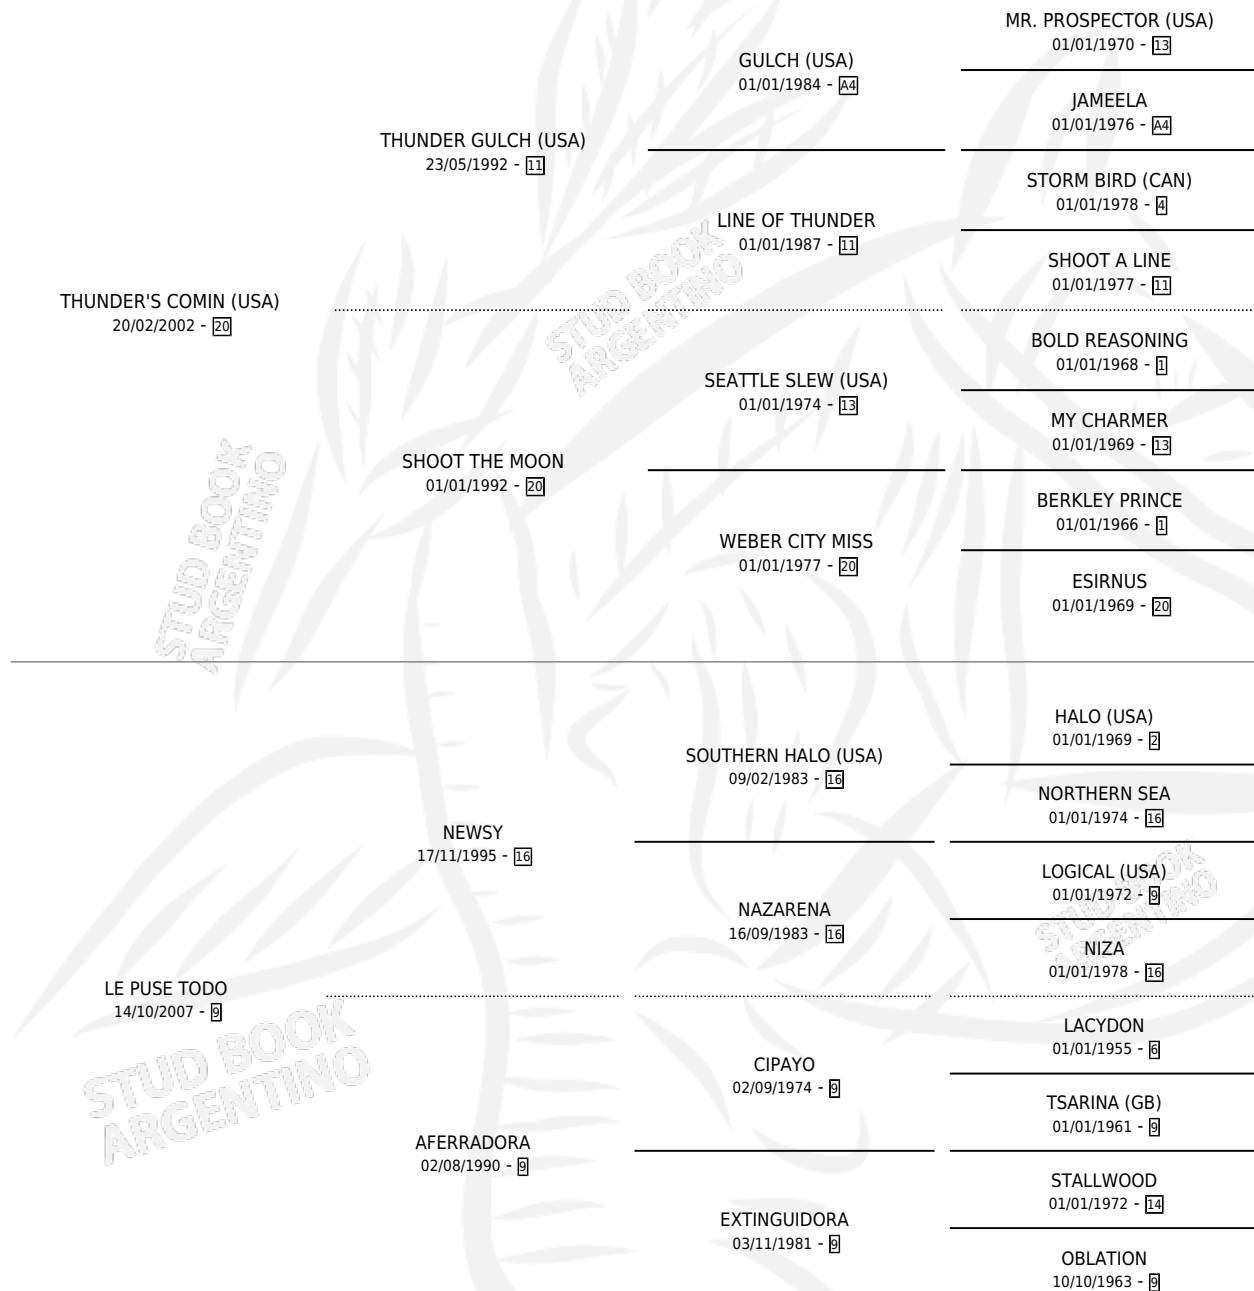 MR. PROSPECTOR (USA)
01/01/1970 - 13
GULCH (USA)
01/01/1984 - A4
JAMEELA
01/01/1976 - A4
THUNDER GULCH (USA)
23/05/1992 - 11
STORM BIRD (CAN)
01/01/1978 - 4
LINE OF THUNDER
01/01/1987 - 11
SHOOT A LINE
01/01/1977 - 11
THUNDER'S COMIN (USA)
20/02/2002 - 20
BOLD REASONING
01/01/1968 - 1
SEATTLE SLEW (USA)
01/01/1974 - 13
MY CHARMER
01/01/1969 - 13
SHOOT THE MOON
01/01/1992 - 20
BERKLEY PRINCE
01/01/1966 - 1
WEBER CITY MISS
01/01/1977 - 20
ESIRNUS
01/01/1969 - 20
HALO (USA)
01/01/1969 - 2
SOUTHERN HALO (USA)
09/02/1983 - 16
NORTHERN SEA
01/01/1974 - 16
NEWSY
17/11/1995 - 16
LOGICAL (USA)
01/01/1972 - 9
NAZARENA
16/09/1983 - 16
NIZA
01/01/1978 - 16
LE PUSE TODO
14/10/2007 - 9
LACYDON
01/01/1955 - 6
CIPAYO
02/09/1974 - 9
TSARINA (GB)
01/01/1961 - 9
AFERRADORA
02/08/1990 - 9
STALLWOOD
01/01/1972 - 14
EXTINGUIDORA
03/11/1981 - 9
OBLATION
10/10/1963 - 9
STUD BOOK
ARGENTINO
STUD BOOK
ARGENTINO
STUD BOOK
ARGENTINO
STUD BOOK
ARGENTINO